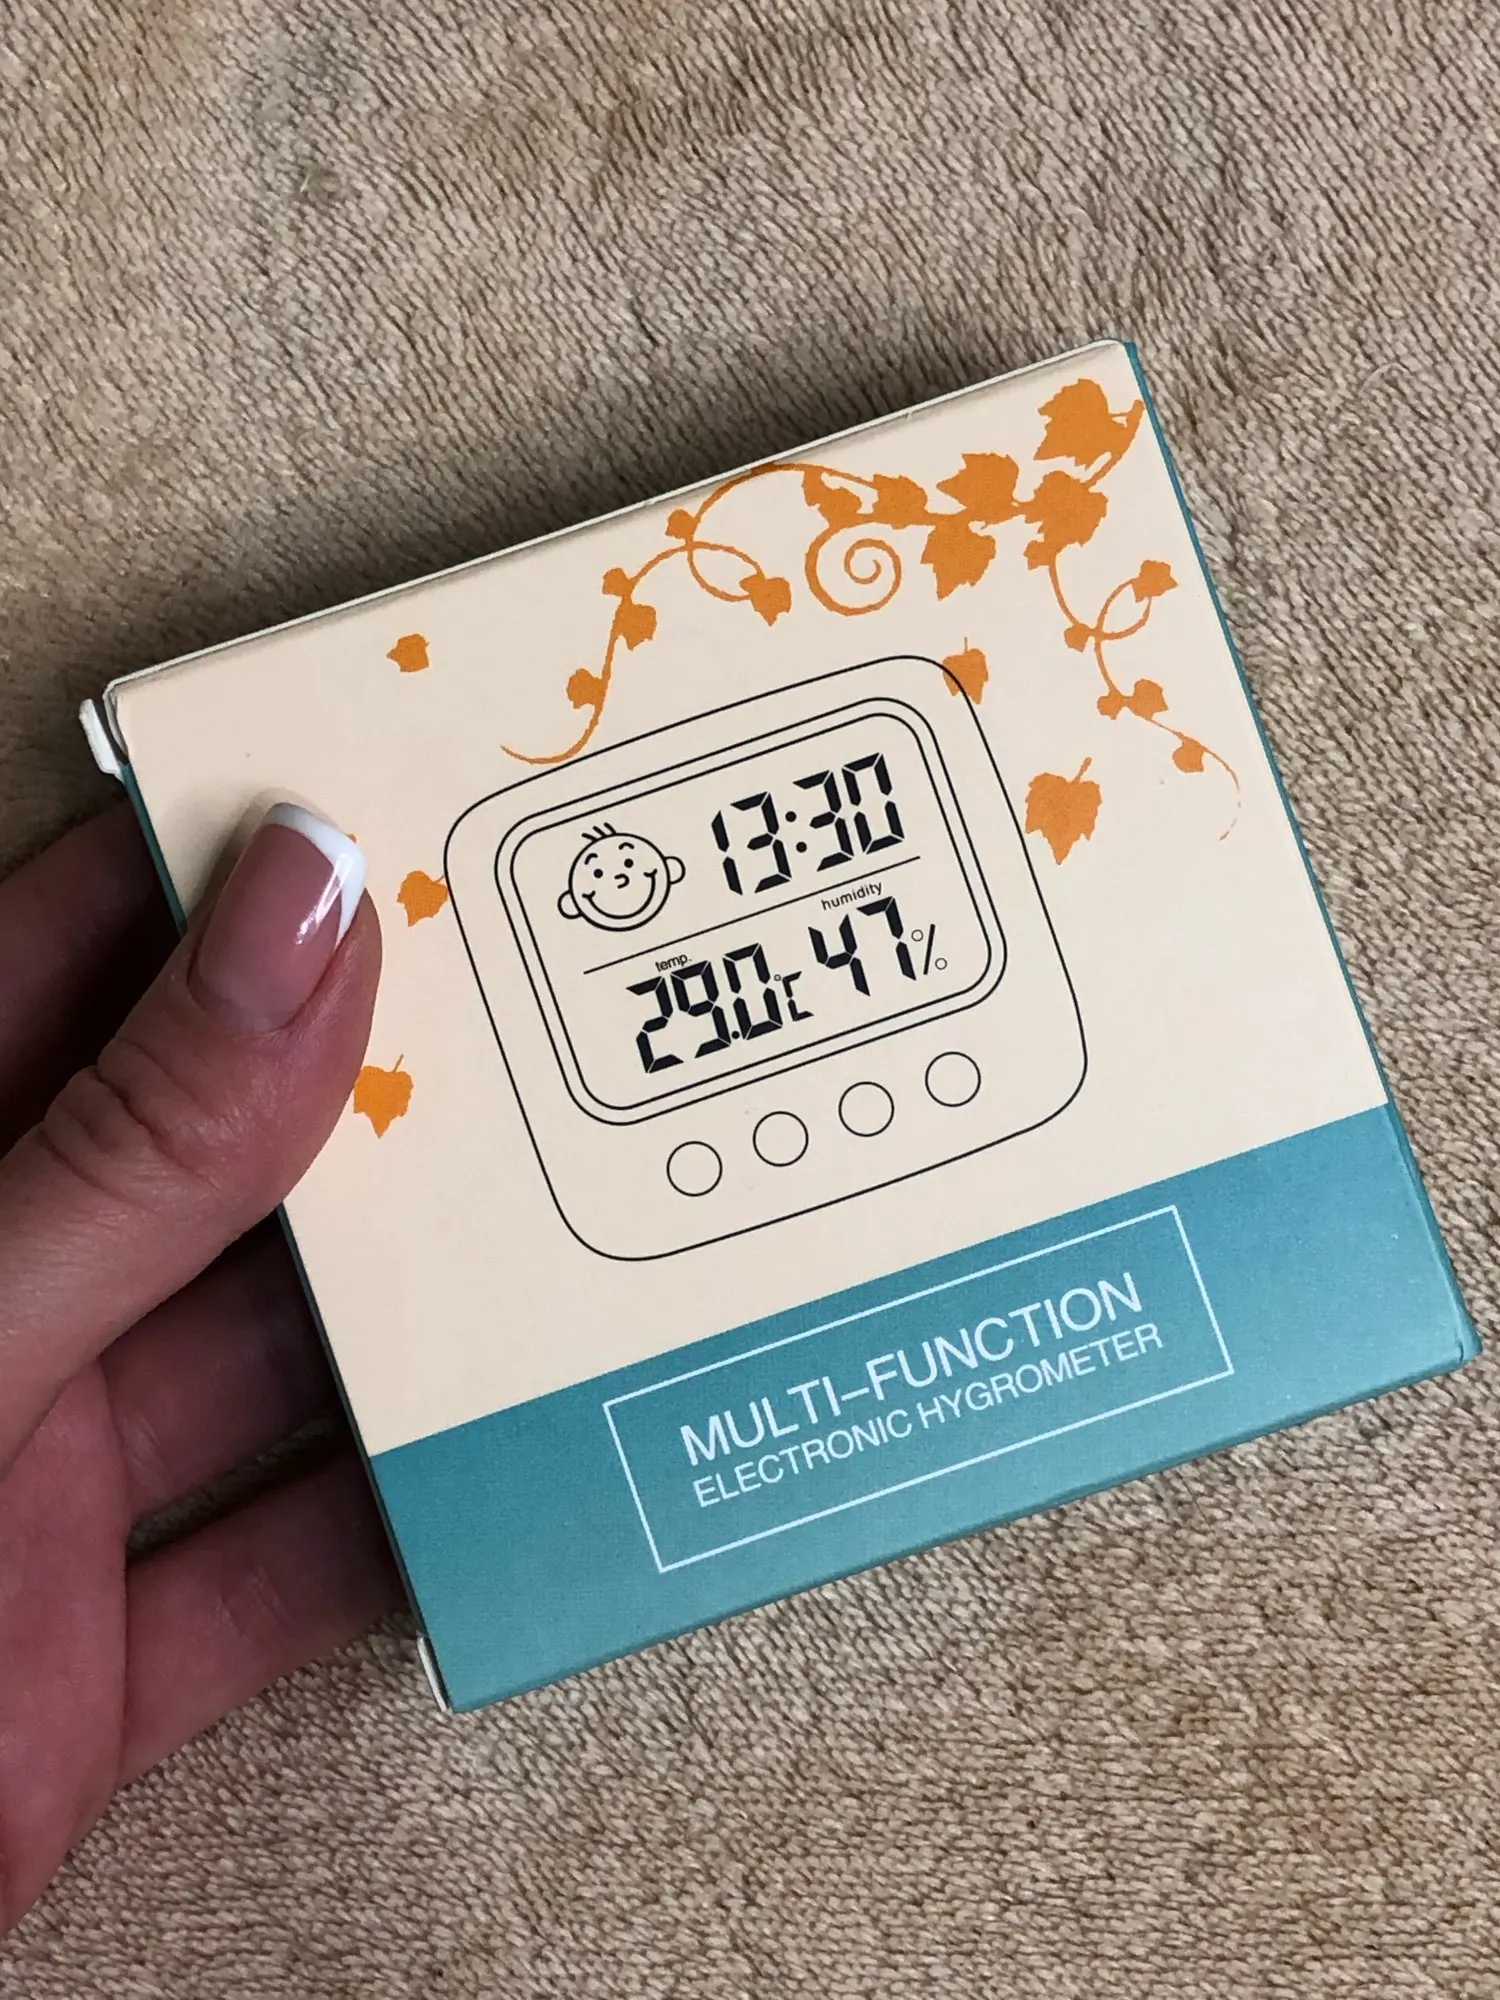 13:30
temp. humidity
29.0°C 47%
MULTI-FUNCTION
ELECTRONIC HYGROMETER